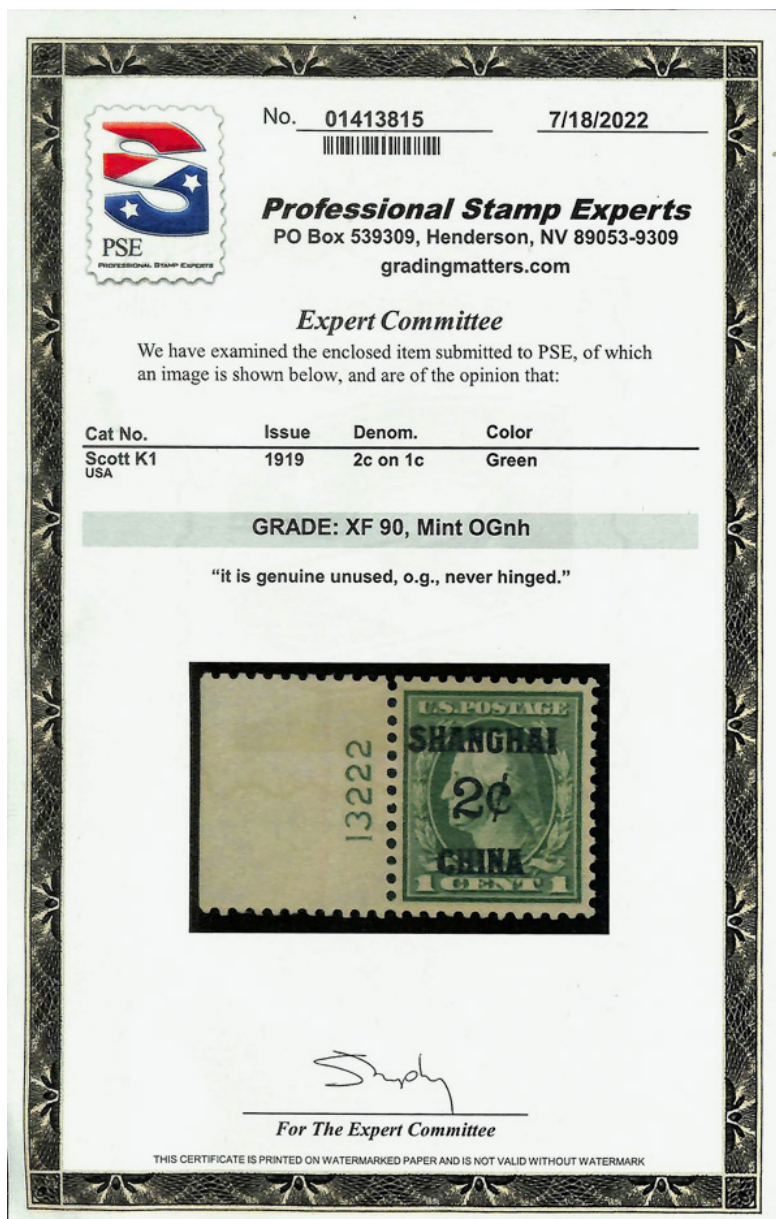 No. 01413815 7/18/2022
PSE
PROFESSIONAL STAMP EXPERTS
Professional Stamp Experts
PO Box 539309, Henderson, NV 89053-9309
gradingmatters.com
Expert Committee
We have examined the enclosed item submitted to PSE, of which
an image is shown below, and are of the opinion that:
Cat No. Issue Denom. Color
Scott K1 1919 2c on 1c Green
USA
GRADE: XF 90, Mint OGnh
“it is genuine unused, o.g., never hinged.”
13222
U.S. POSTAGE
SHANGHAI
2¢
CHINA
1 CENT 1
For The Expert Committee
THIS CERTIFICATE IS PRINTED ON WATERMARKED PAPER AND IS NOT VALID WITHOUT WATERMARK